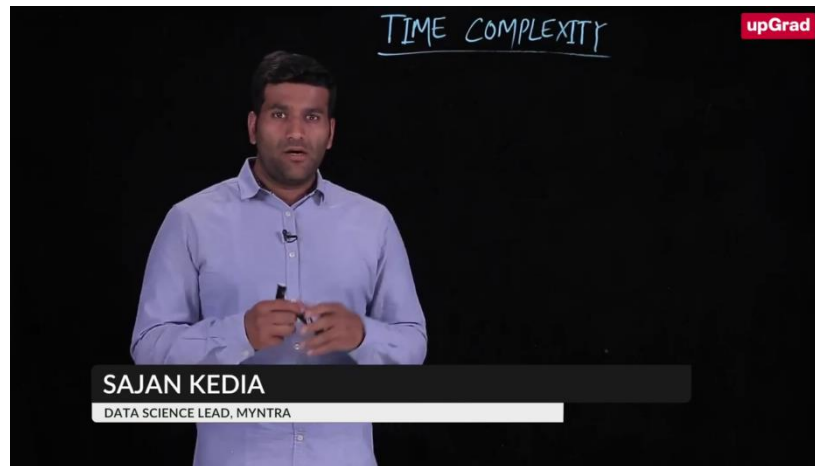 TIME COMPLEXITY
upGrad
SAJAN KEDIA
DATA SCIENCE LEAD, MYNTRA